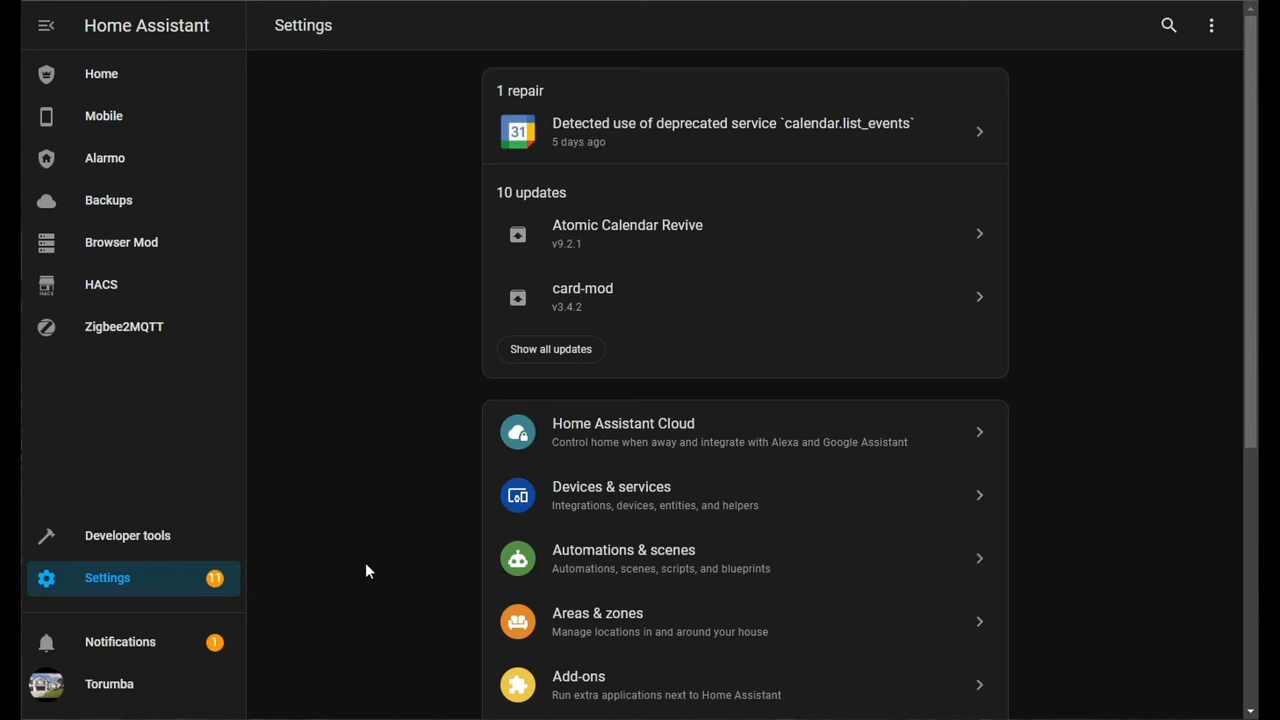 Home Assistant
Settings
Home
Mobile
Alarmo
Backups
Browser Mod
HACS
HACS
Zigbee2MQTT
Developer tools
Settings
11
Notifications
1
Torumba
1 repair
31
Detected use of deprecated service `calendar.list_events`
5 days ago
10 updates
Atomic Calendar Revive
v9.2.1
card-mod
v3.4.2
Show all updates
Home Assistant Cloud
Control home when away and integrate with Alexa and Google Assistant
Devices & services
Integrations, devices, entities, and helpers
Automations & scenes
Automations, scenes, scripts, and blueprints
Areas & zones
Manage locations in and around your house
Add-ons
Run extra applications next to Home Assistant